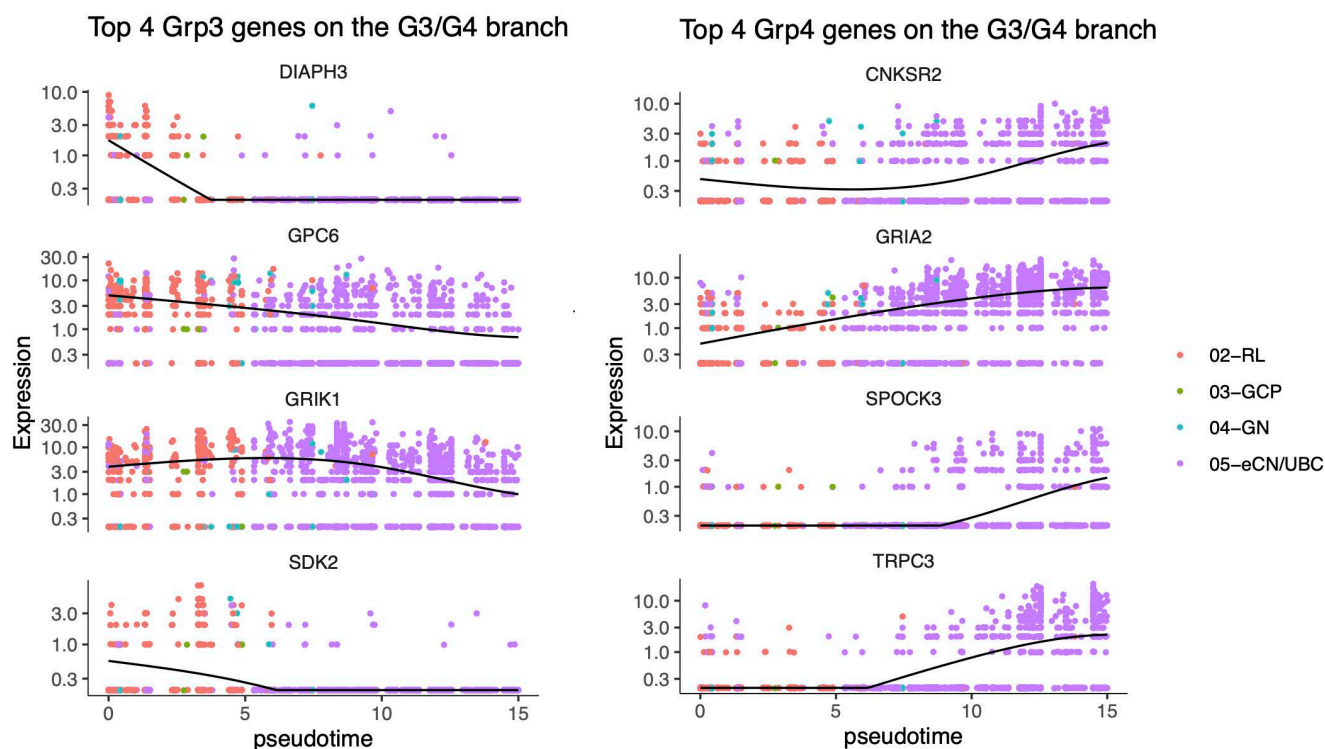 Top 4 Grp3 genes on the G3/G4 branch
DIAPH3
10.0
3.0
1.0
0.3
GPC6
30.0
10.0
3.0
1.0
0.3
GRIK1
30.0
10.0
3.0
1.0
0.3
SDK2
3.0
1.0
0.3
0
5
10
15
pseudotime
Expression
Top 4 Grp4 genes on the G3/G4 branch
CNKSR2
10.0
3.0
1.0
0.3
GRIA2
10.0
3.0
1.0
0.3
SPOCK3
10.0
3.0
1.0
0.3
TRPC3
10.0
3.0
1.0
0.3
0
5
10
15
pseudotime
Expression
02-RL
03-GCP
04-GN
05-eCN/UBC